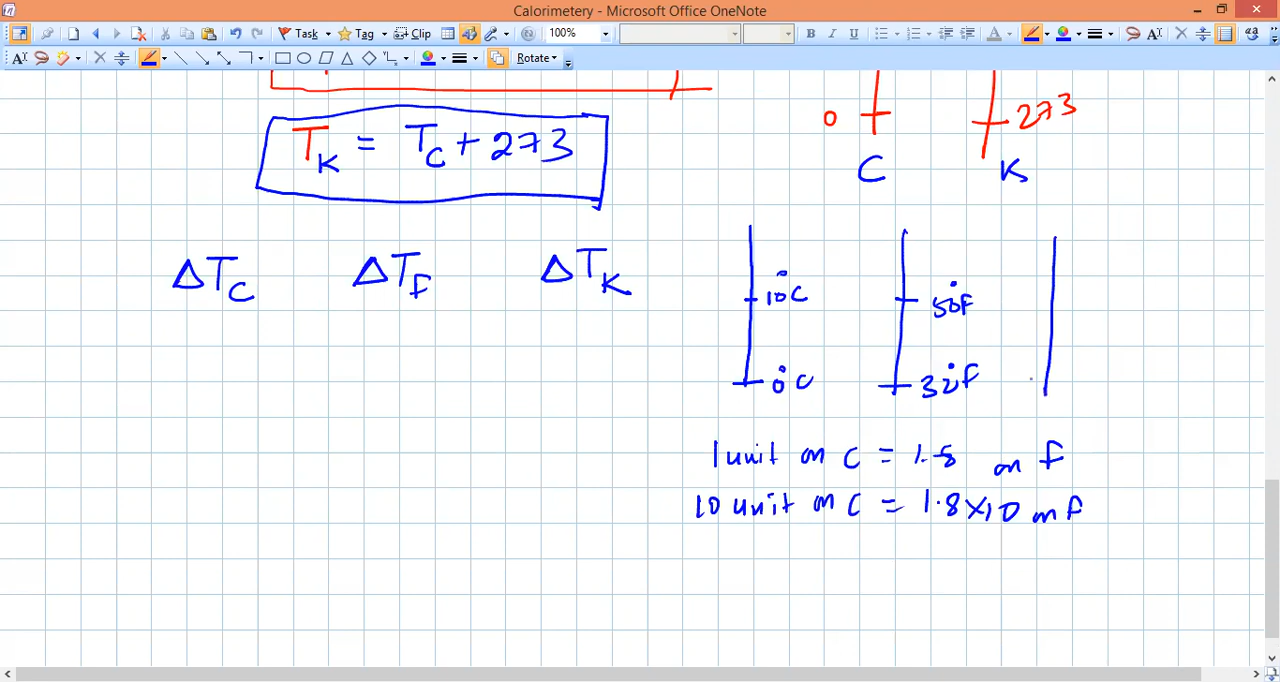 Calorimetery - Microsoft Office OneNote
Task Tag Clip 100% B I U
Rotate
T_K = T_C + 273
0 273
C K
ΔT_C ΔT_F ΔT_K
10°C 50°F
0°C 32°F
1 unit on C = 1.8 on F
10 unit on C = 1.8×10 on F